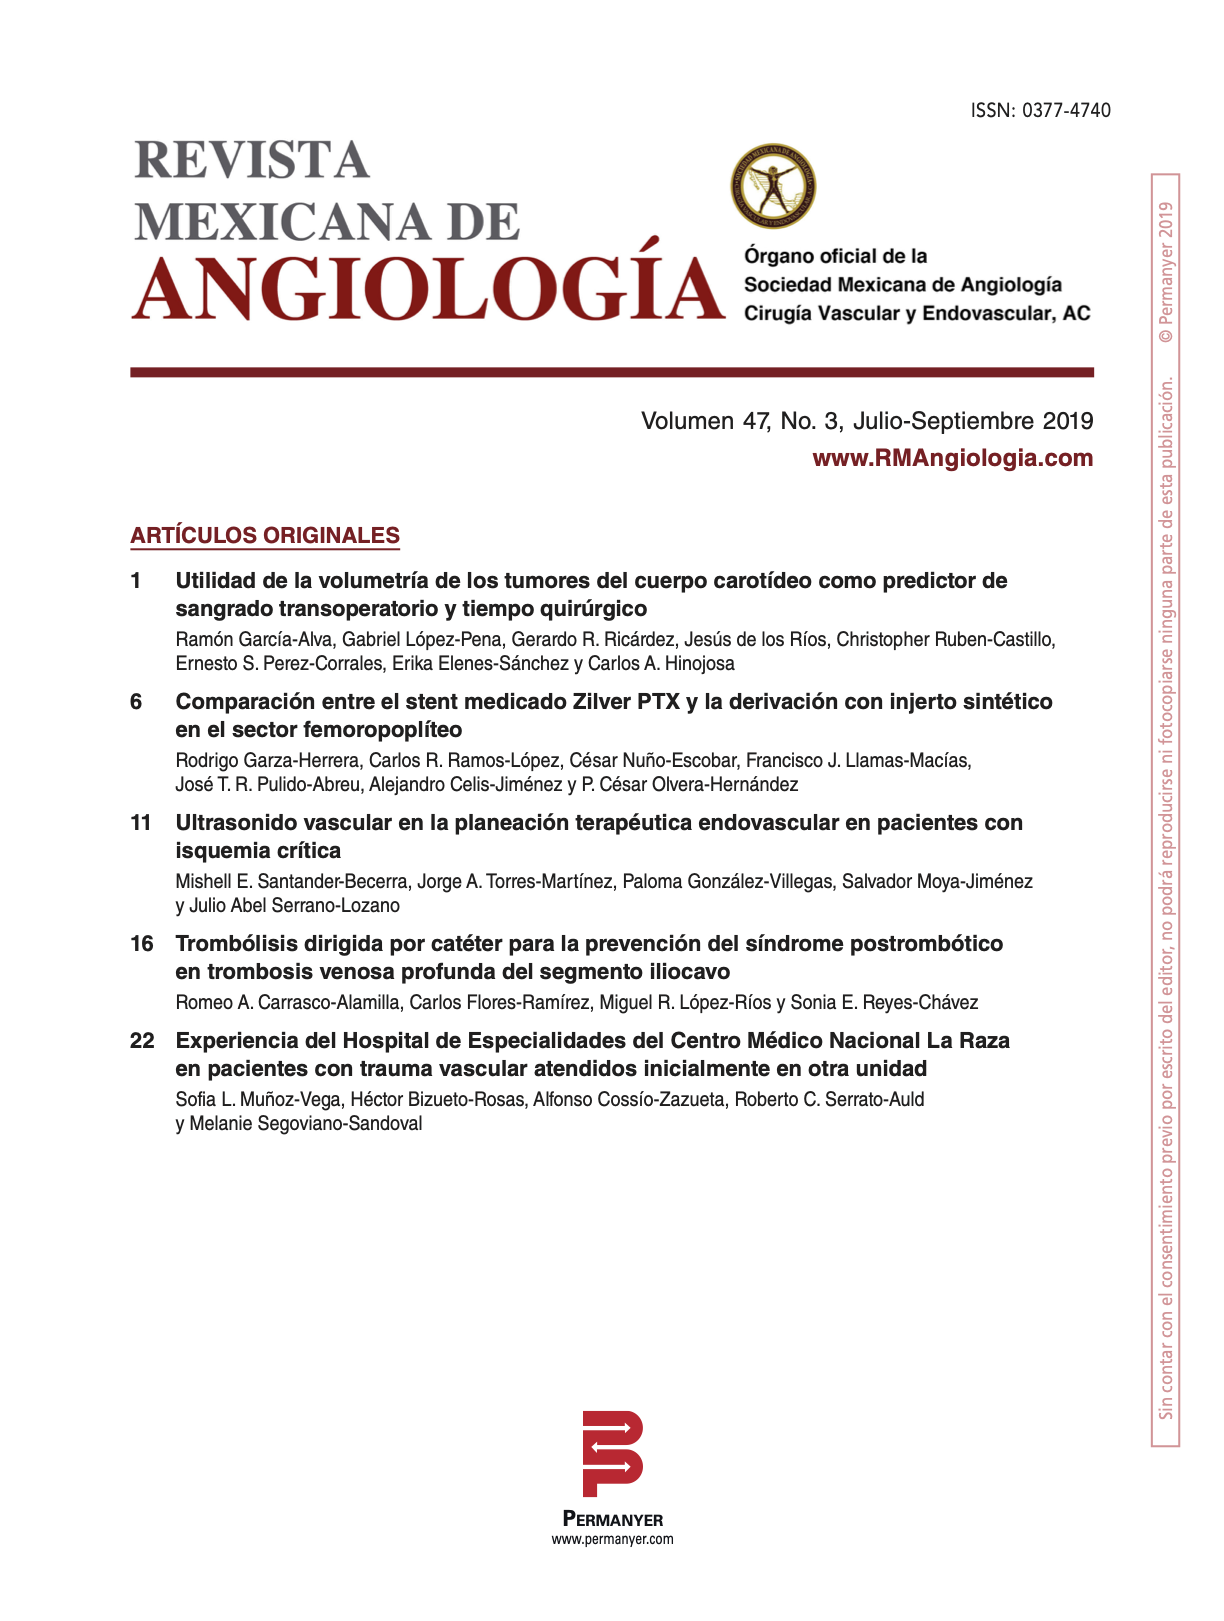 ISSN: 0377-4740
REVISTA
MEXICANA DE
ANGIOLOGÍA
Órgano oficial de la
Sociedad Mexicana de Angiología
Cirugía Vascular y Endovascular, AC
Volumen 47, No. 3, Julio-Septiembre 2019
www.RMAngiologia.com
ARTÍCULOS ORIGINALES
1 Utilidad de la volumetría de los tumores del cuerpo carotídeo como predictor de
sangrado transoperatorio y tiempo quirúrgico
Ramón García-Alva, Gabriel López-Pena, Gerardo R. Ricárdez, Jesús de los Ríos, Christopher Ruben-Castillo,
Ernesto S. Perez-Corrales, Erika Elenes-Sánchez y Carlos A. Hinojosa
6 Comparación entre el stent medicado Zilver PTX y la derivación con injerto sintético
en el sector femoropoplíteo
Rodrigo Garza-Herrera, Carlos R. Ramos-López, César Nuño-Escobar, Francisco J. Llamas-Macías,
José T. R. Pulido-Abreu, Alejandro Celis-Jiménez y P. César Olvera-Hernández
11 Ultrasonido vascular en la planeación terapéutica endovascular en pacientes con
isquemia crítica
Mishell E. Santander-Becerra, Jorge A. Torres-Martínez, Paloma González-Villegas, Salvador Moya-Jiménez
y Julio Abel Serrano-Lozano
16 Trombólisis dirigida por catéter para la prevención del síndrome postrombótico
en trombosis venosa profunda del segmento iliocavo
Romeo A. Carrasco-Alamilla, Carlos Flores-Ramírez, Miguel R. López-Ríos y Sonia E. Reyes-Chávez
22 Experiencia del Hospital de Especialidades del Centro Médico Nacional La Raza
en pacientes con trauma vascular atendidos inicialmente en otra unidad
Sofia L. Muñoz-Vega, Héctor Bizueto-Rosas, Alfonso Cossío-Zazueta, Roberto C. Serrato-Auld
y Melanie Segoviano-Sandoval
PERMANYER
www.permanyer.com
Sin contar con el consentimiento previo por escrito del editor, no podrá reproducirse ni fotocopiarse ninguna parte de esta publicación. © Permanyer 2019